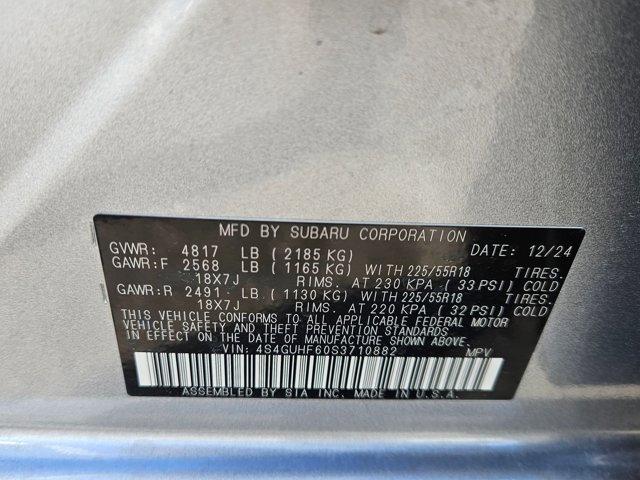 MFD BY SUBARU CORPORATION
GVWR: 4817 LB ( 2185 KG) DATE: 12/24
GAWR:F 2568 LB ( 1165 KG) WITH 225/55R18 TIRES.
18X7J RIMS. AT 230 KPA ( 33 PSI) COLD
GAWR:R 2491 LB ( 1130 KG) WITH 225/55R18 TIRES.
18X7J RIMS. AT 220 KPA ( 32 PSI) COLD
THIS VEHICLE CONFORMS TO ALL APPLICABLE FEDERAL MOTOR
VEHICLE SAFETY AND THEFT PREVENTION STANDARDS
IN EFFECT ON THE DATE OF MANUFACTURE SHOWN ABOVE.
VIN: 4S4GUHF60S3710882 MPV
ASSEMBLED BY SIA INC. MADE IN U.S.A.